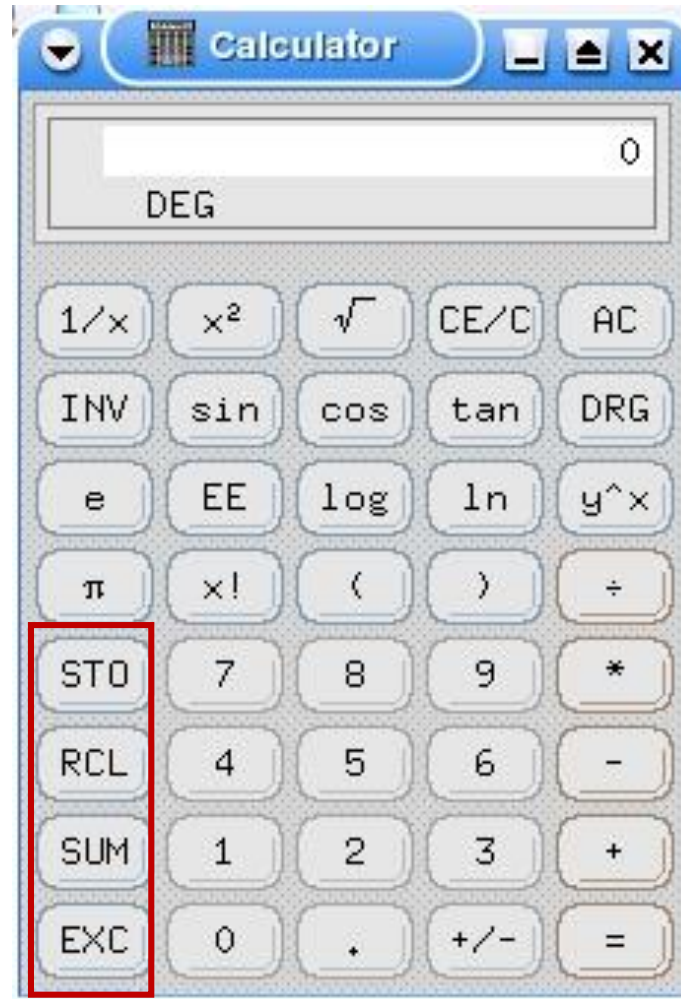 Calculator
0
DEG
1/x x² √ CE/C AC
INV sin cos tan DRG
e EE log ln y^x
π x! ( ) ÷
STO 7 8 9 *
RCL 4 5 6 -
SUM 1 2 3 +
EXC 0 . +/- =